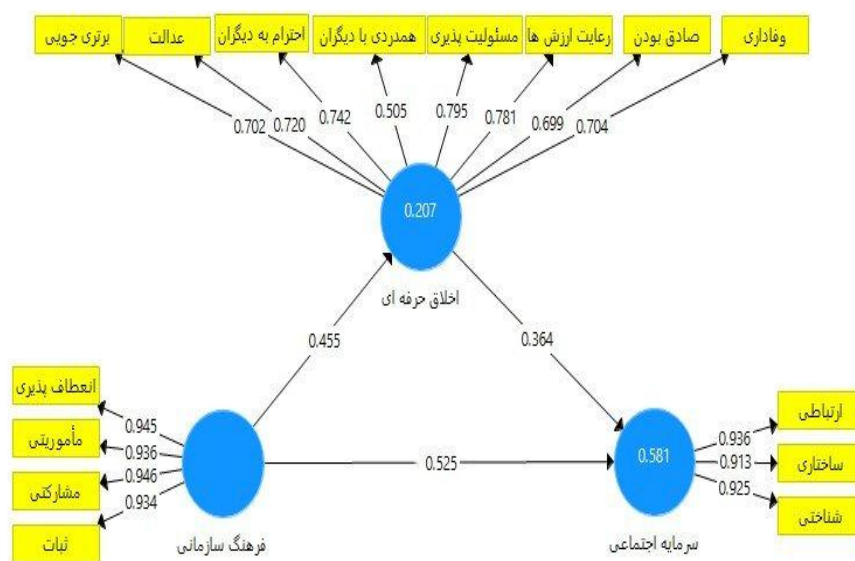 برتری جویی
عدالت
احترام به دیگران
همدردی با دیگران
مسئولیت پذیری
رعایت ارزش ها
صادق بودن
وفاداری
0.702
0.720
0.742
0.505
0.795
0.781
0.699
0.704
0.207
اخلاق حرفه ای
0.455
0.364
انعطاف پذیری
مأموریتی
مشارکتی
ثبات
0.945
0.936
0.946
0.934
فرهنگ سازمانی
0.525
0.581
سرمایه اجتماعی
0.936
0.913
0.925
ارتباطی
ساختاری
شناختی